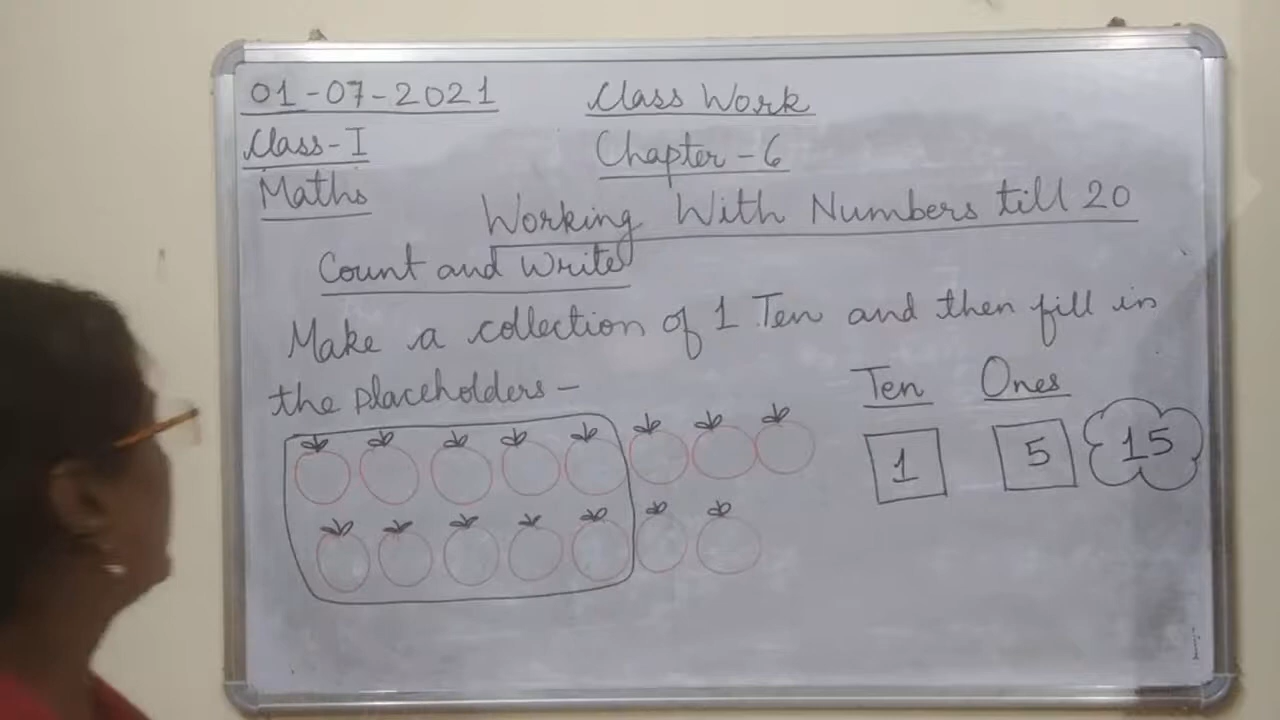 01-07-2021 Class Work
Class-I Chapter-6
Maths
Working With Numbers till 20
Count and Write
Make a collection of 1 Ten and then fill in
the placeholders-
Ten Ones
1 5 15